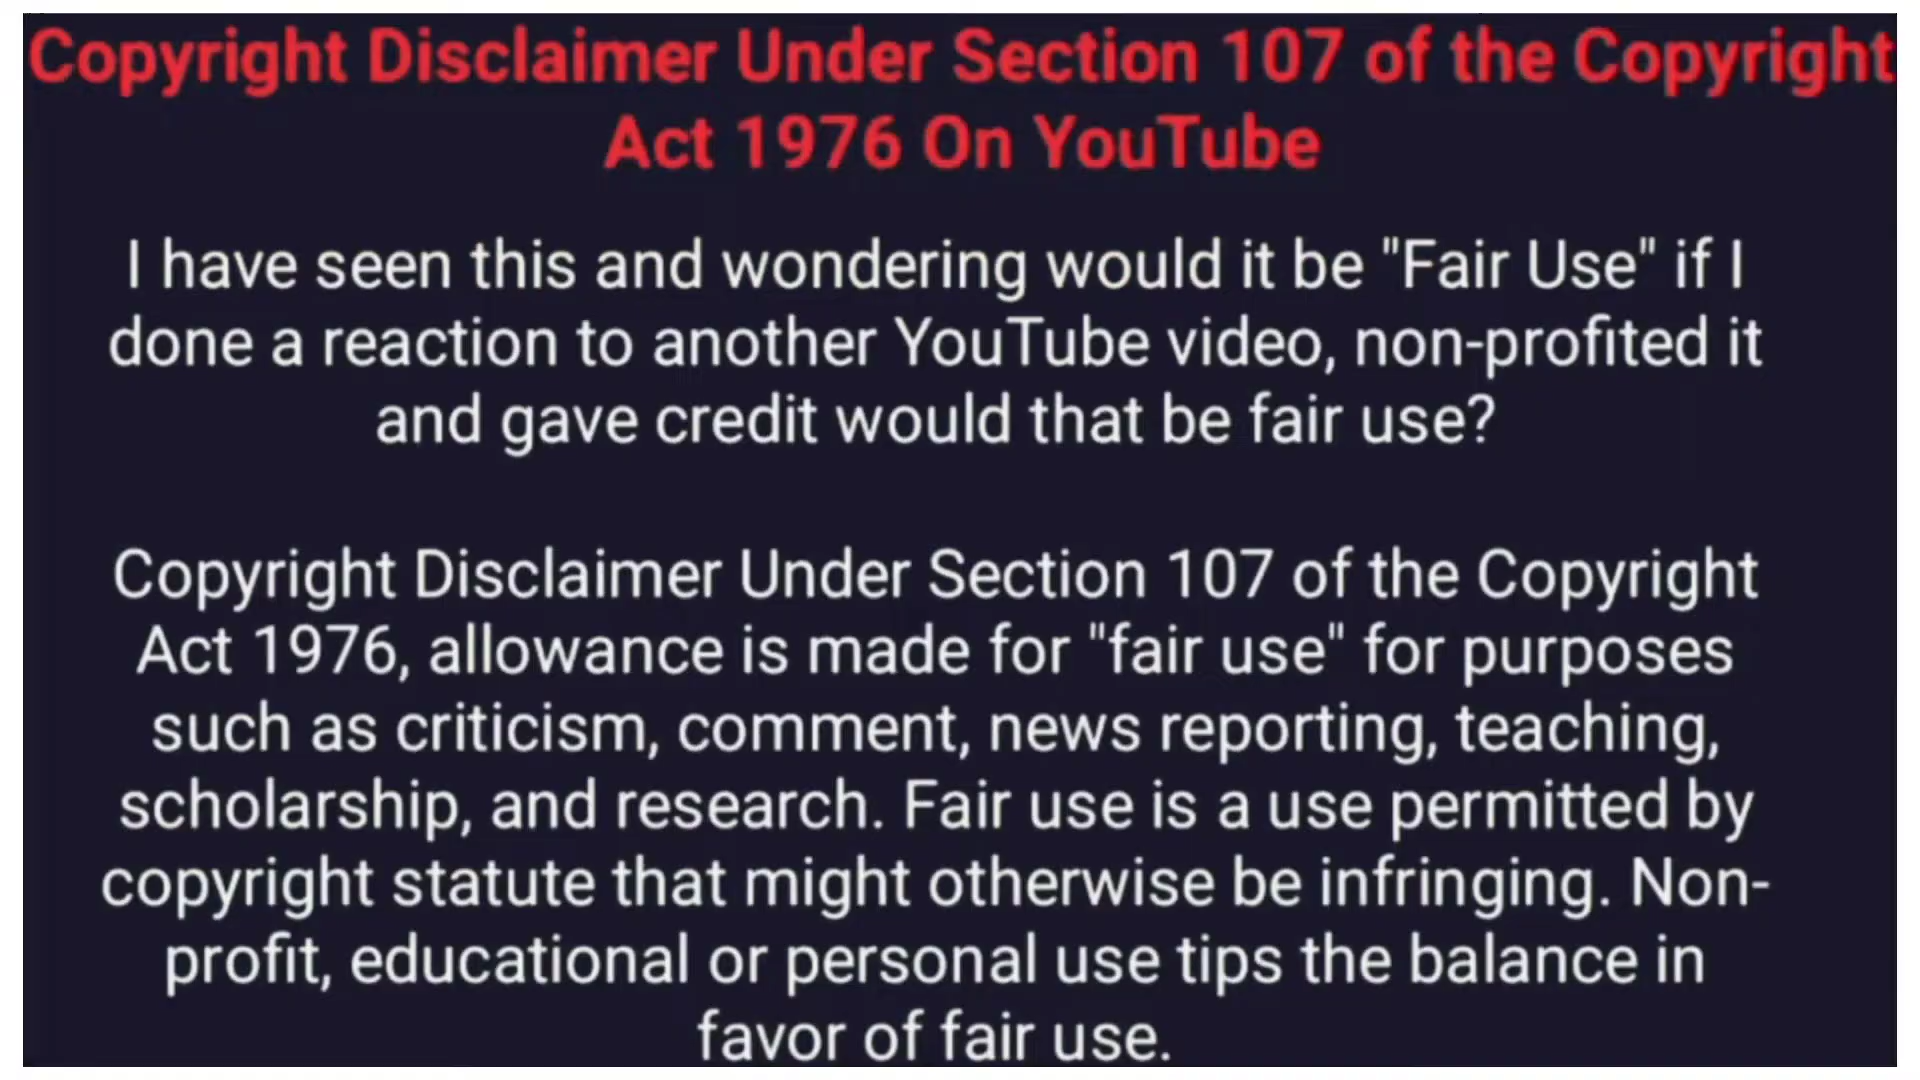 Copyright Disclaimer Under Section 107 of the Copyright
Act 1976 On YouTube
I have seen this and wondering would it be "Fair Use" if I
done a reaction to another YouTube video, non-profited it
and gave credit would that be fair use?
Copyright Disclaimer Under Section 107 of the Copyright
Act 1976, allowance is made for "fair use" for purposes
such as criticism, comment, news reporting, teaching,
scholarship, and research. Fair use is a use permitted by
copyright statute that might otherwise be infringing. Non-
profit, educational or personal use tips the balance in
favor of fair use.